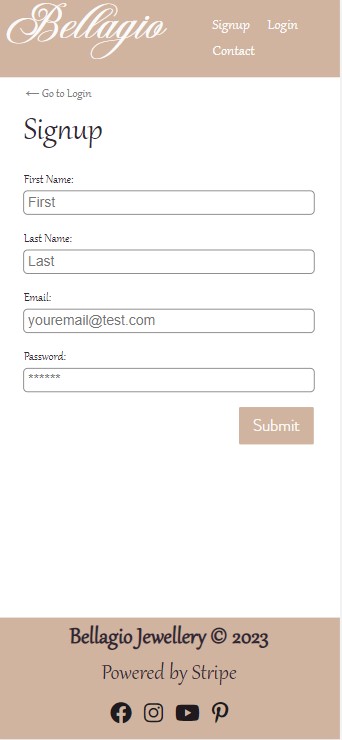 Bellagio
Signup Login
Contact
← Go to Login
Signup
First Name:
First
Last Name:
Last
Email:
youremail@test.com
Password:
******
Submit
Bellagio Jewellery © 2023
Powered by Stripe